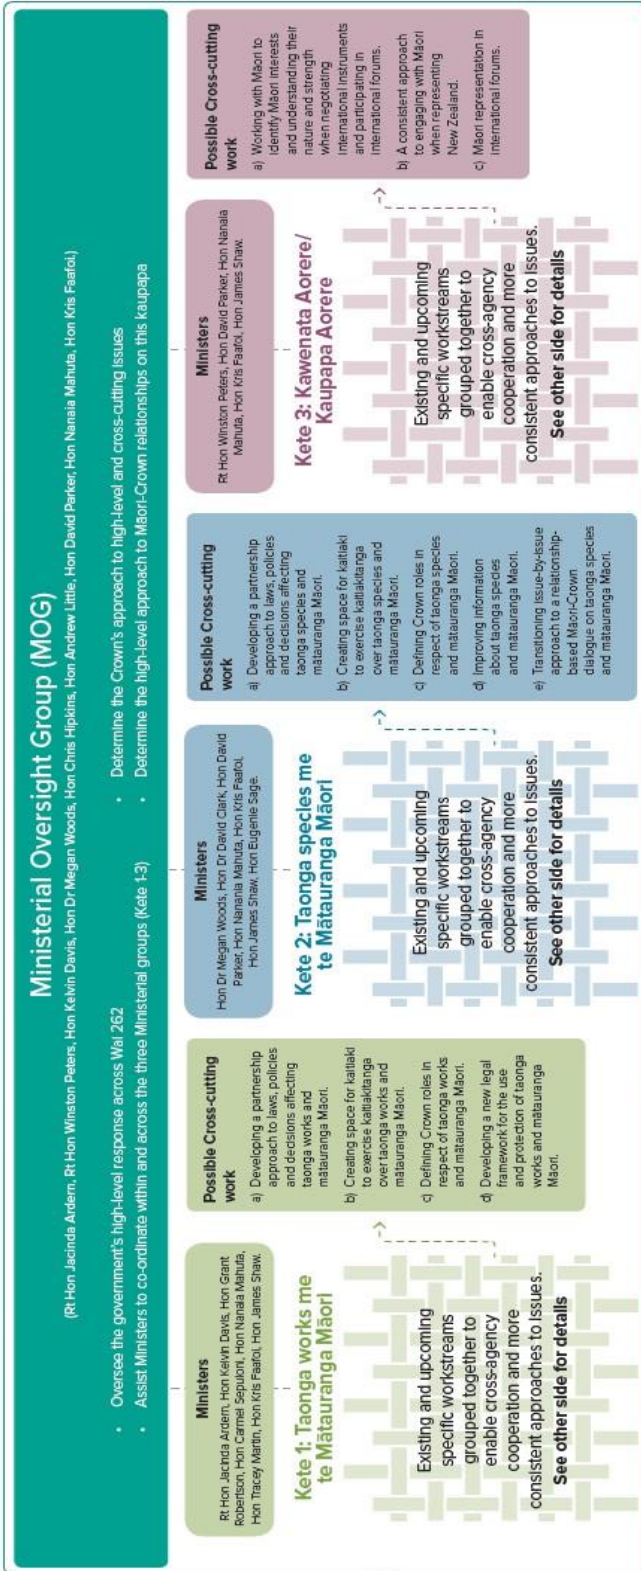 Ministerial Oversight Group (MOG)
(Rt Hon Jacinda Ardern, Rt Hon Winston Peters, Hon Kelvin Davis, Hon Dr Megan Woods, Hon Chris Hipkins, Hon Andrew Little, Hon David Parker, Hon Nanaia Mahuta, Hon Kris Faafoi.)
• Oversee the government's high-level response across Wai 262
• Assist Ministers to co-ordinate within and across the three Ministerial groups (Kete 1-3)
• Determine the Crown's approach to high-level and cross-cutting issues
• Determine the high-level approach to Māori-Crown relationships on this kaupapa
Ministers
Rt Hon Jacinda Ardern, Hon Kelvin Davis, Hon Grant
Robertson, Hon Carmel Sepuloni, Hon Nanaia Mahuta,
Hon Tracey Martin, Hon Kris Faafoi, Hon James Shaw.
Kete 1: Taonga works me
te Mātauranga Māori
Existing and upcoming
specific workstreams
grouped together to
enable cross-agency
cooperation and more
consistent approaches to issues.
See other side for details
Possible Cross-cutting
work
a) Developing a partnership
approach to laws, policies
and decisions affecting
taonga works and
mātauranga Māori.
b) Creating space for kaitiaki
to exercise kaitiakitanga
over taonga works and
mātauranga Māori.
c) Defining Crown roles in
respect of taonga works
and mātauranga Māori.
d) Developing a new legal
framework for the use
and protection of taonga
works and mātauranga
Māori.
Ministers
Hon Dr Megan Woods, Hon Dr David Clark, Hon David
Parker, Hon Nanania Mahuta, Hon Kris Faafoi,
Hon James Shaw, Hon Eugenie Sage.
Kete 2: Taonga species me
te Mātauranga Māori
Existing and upcoming
specific workstreams
grouped together to
enable cross-agency
cooperation and more
consistent approaches to issues.
See other side for details
Possible Cross-cutting
work
a) Developing a partnership
approach to laws, policies
and decisions affecting
taonga species and
mātauranga Māori.
b) Creating space for kaitiaki
to exercise kaitiakitanga
over taonga species and
mātauranga Māori.
c) Defining Crown roles in
respect of taonga species
and mātauranga Māori.
d) Improving information
about taonga species
and mātauranga Māori.
e) Transitioning issue-by-issue
approach to a relationship-
based Māori-Crown
dialogue on taonga species
and mātauranga Māori.
Ministers
Rt Hon Winston Peters, Hon David Parker, Hon Nanaia
Mahuta, Hon Kris Faafoi, Hon James Shaw.
Kete 3: Kawenata Aorere/
Kaupapa Aorere
Existing and upcoming
specific workstreams
grouped together to
enable cross-agency
cooperation and more
consistent approaches to issues.
See other side for details
Possible Cross-cutting
work
a) Working with Māori to
identify Māori interests
and understanding their
nature and strength
when negotiating
international instruments
and participating in
international forums.
b) A consistent approach
to engaging with Māori
when representing
New Zealand.
c) Māori representation in
international forums.